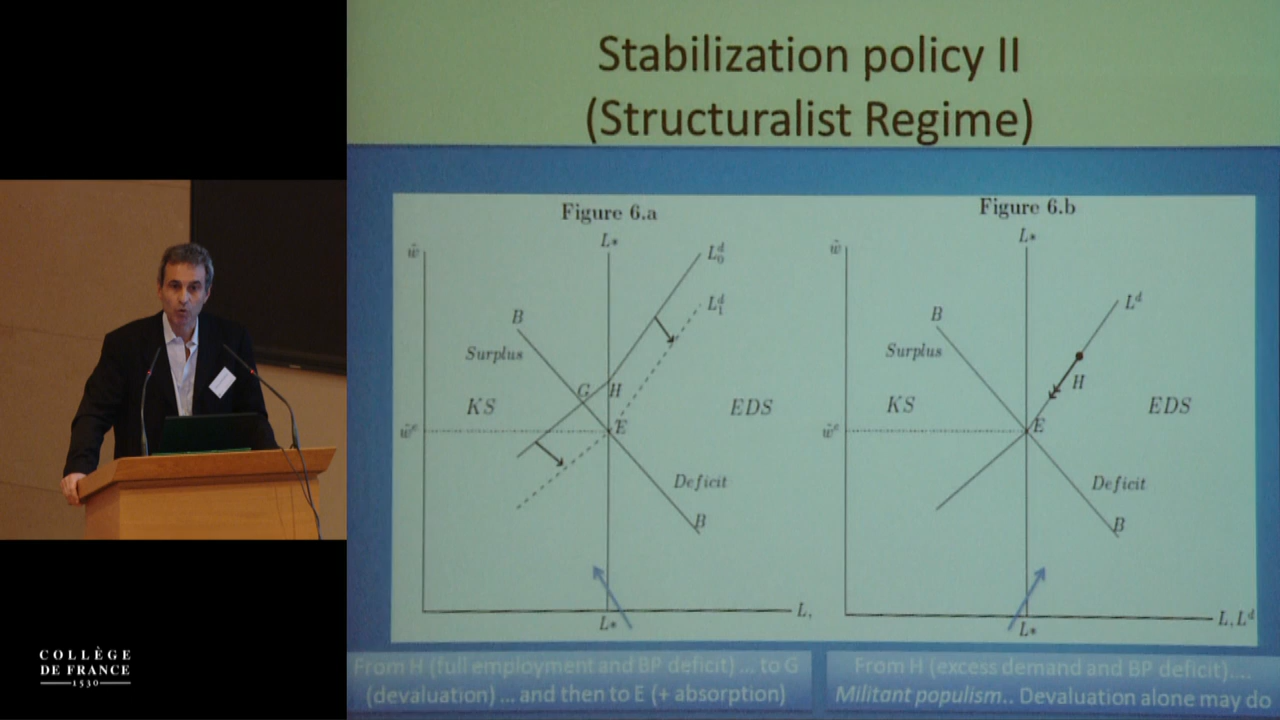 Stabilization policy II
(Structuralist Regime)
Figure 6.a
ŵ
L*
L₀ᵈ
L₁ᵈ
B
Surplus
G
H
KS
EDS
ŵᵉ
E
Deficit
B
L,
L*
Figure 6.b
ŵ
L*
Lᵈ
B
Surplus
H
KS
EDS
ŵᵉ
E
Deficit
B
L, Lᵈ
L*
From H (full employment and BP deficit) ... to G
(devaluation) ... and then to E (+ absorption)
From H (excess demand and BP deficit)....
Militant populism.. Devaluation alone may do
COLLÈGE
DE FRANCE
1530